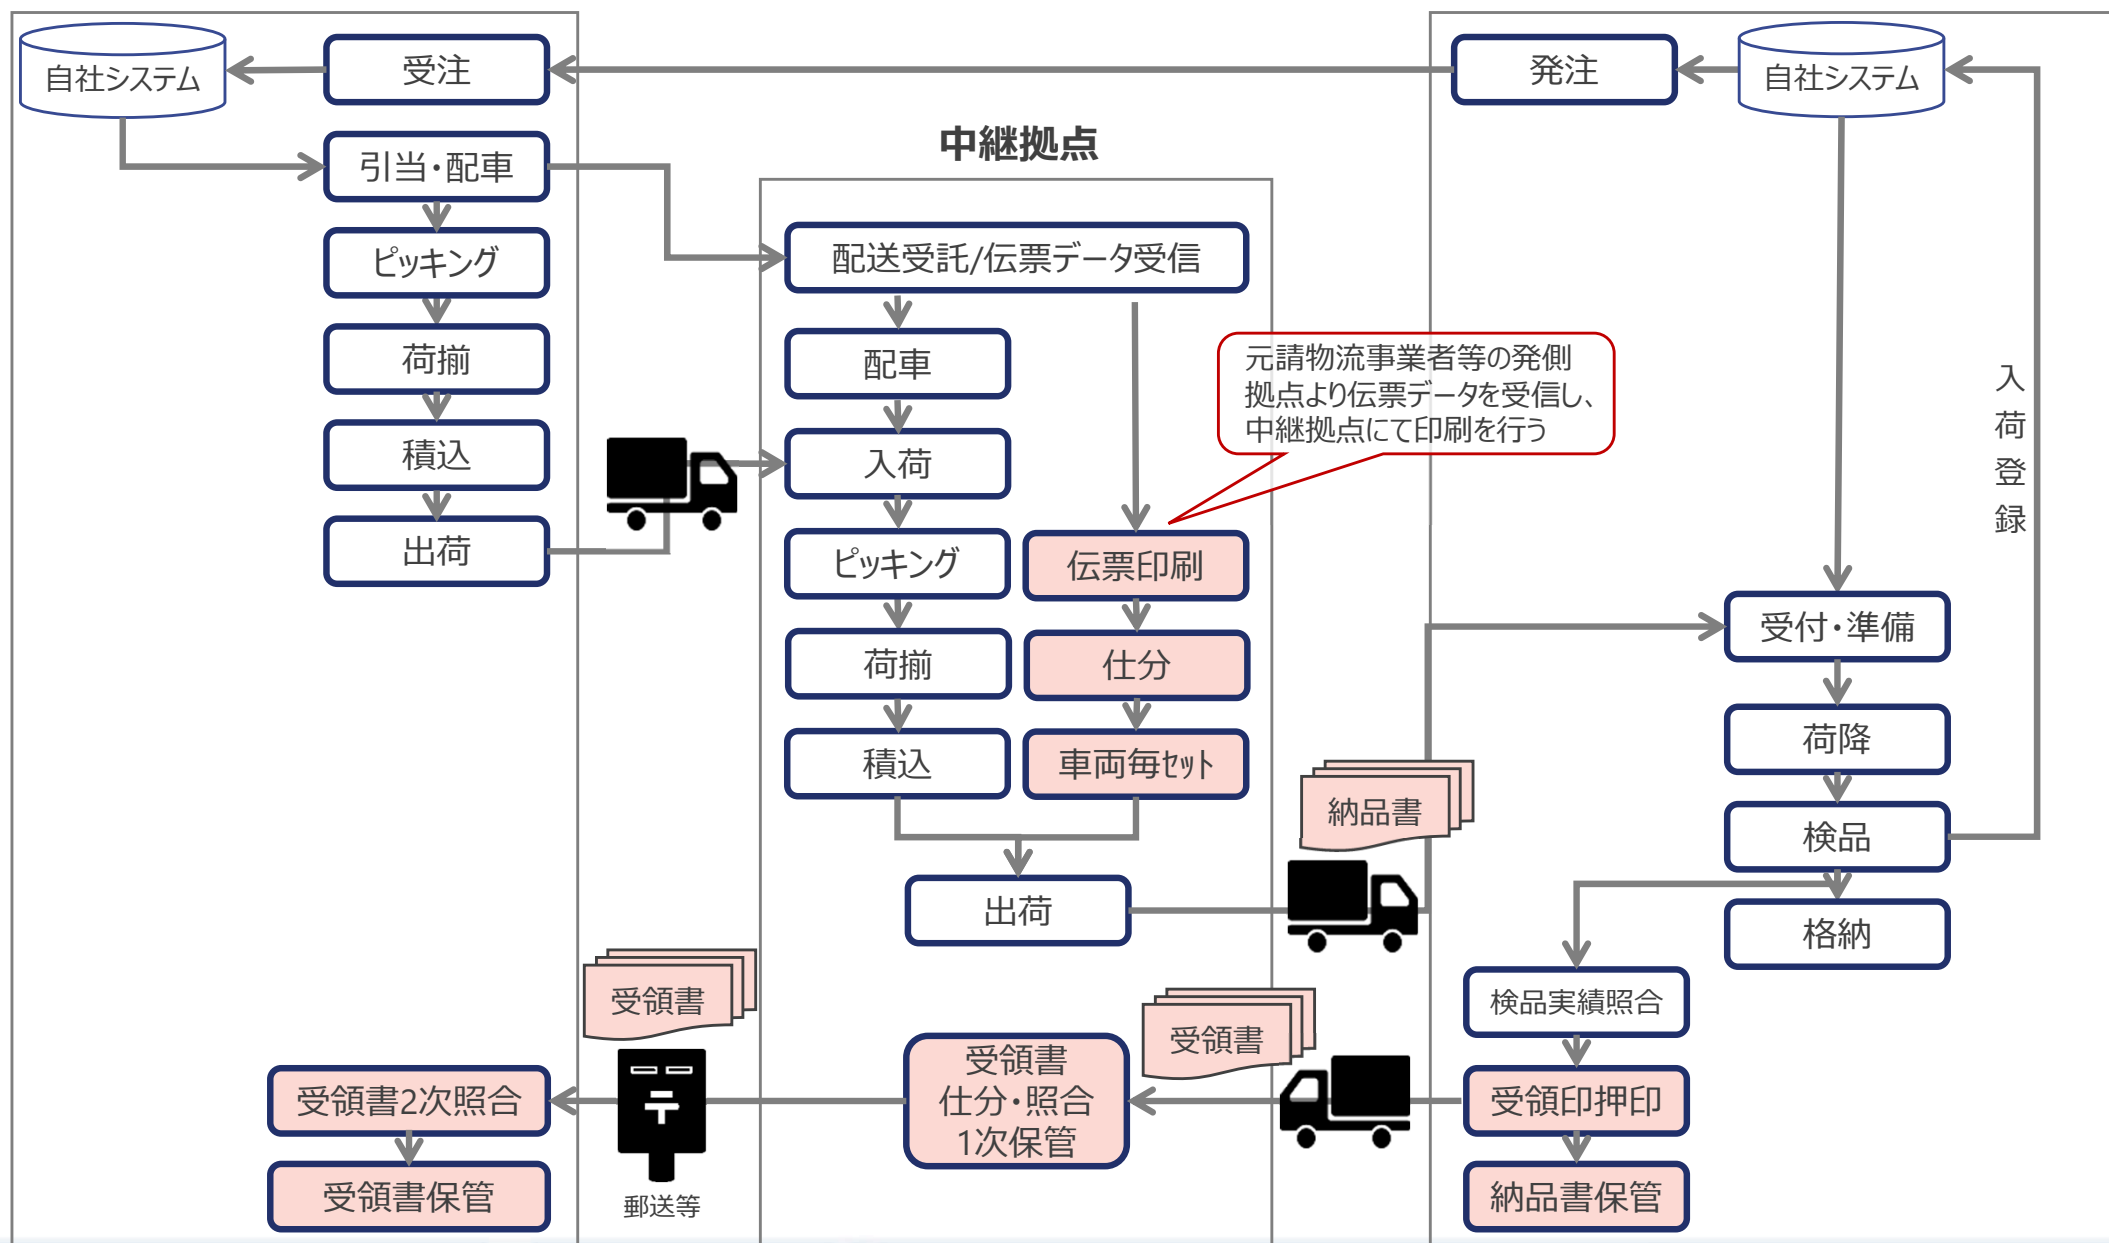 自社システム
受注
引当・配車
ピッキング
荷揃
積込
出荷
受領書
郵送等
受領書2次照合
受領書保管
中継拠点
配送受託/伝票データ受信
配車
入荷
ピッキング
荷揃
積込
伝票印刷
仕分
車両毎セット
出荷
元請物流事業者等の発側
拠点より伝票データを受信し、
中継拠点にて印刷を行う
納品書
受領書
受領書
仕分・照合
1次保管
発注
自社システム
入荷登録
受付・準備
荷降
検品
格納
検品実績照合
受領印押印
納品書保管